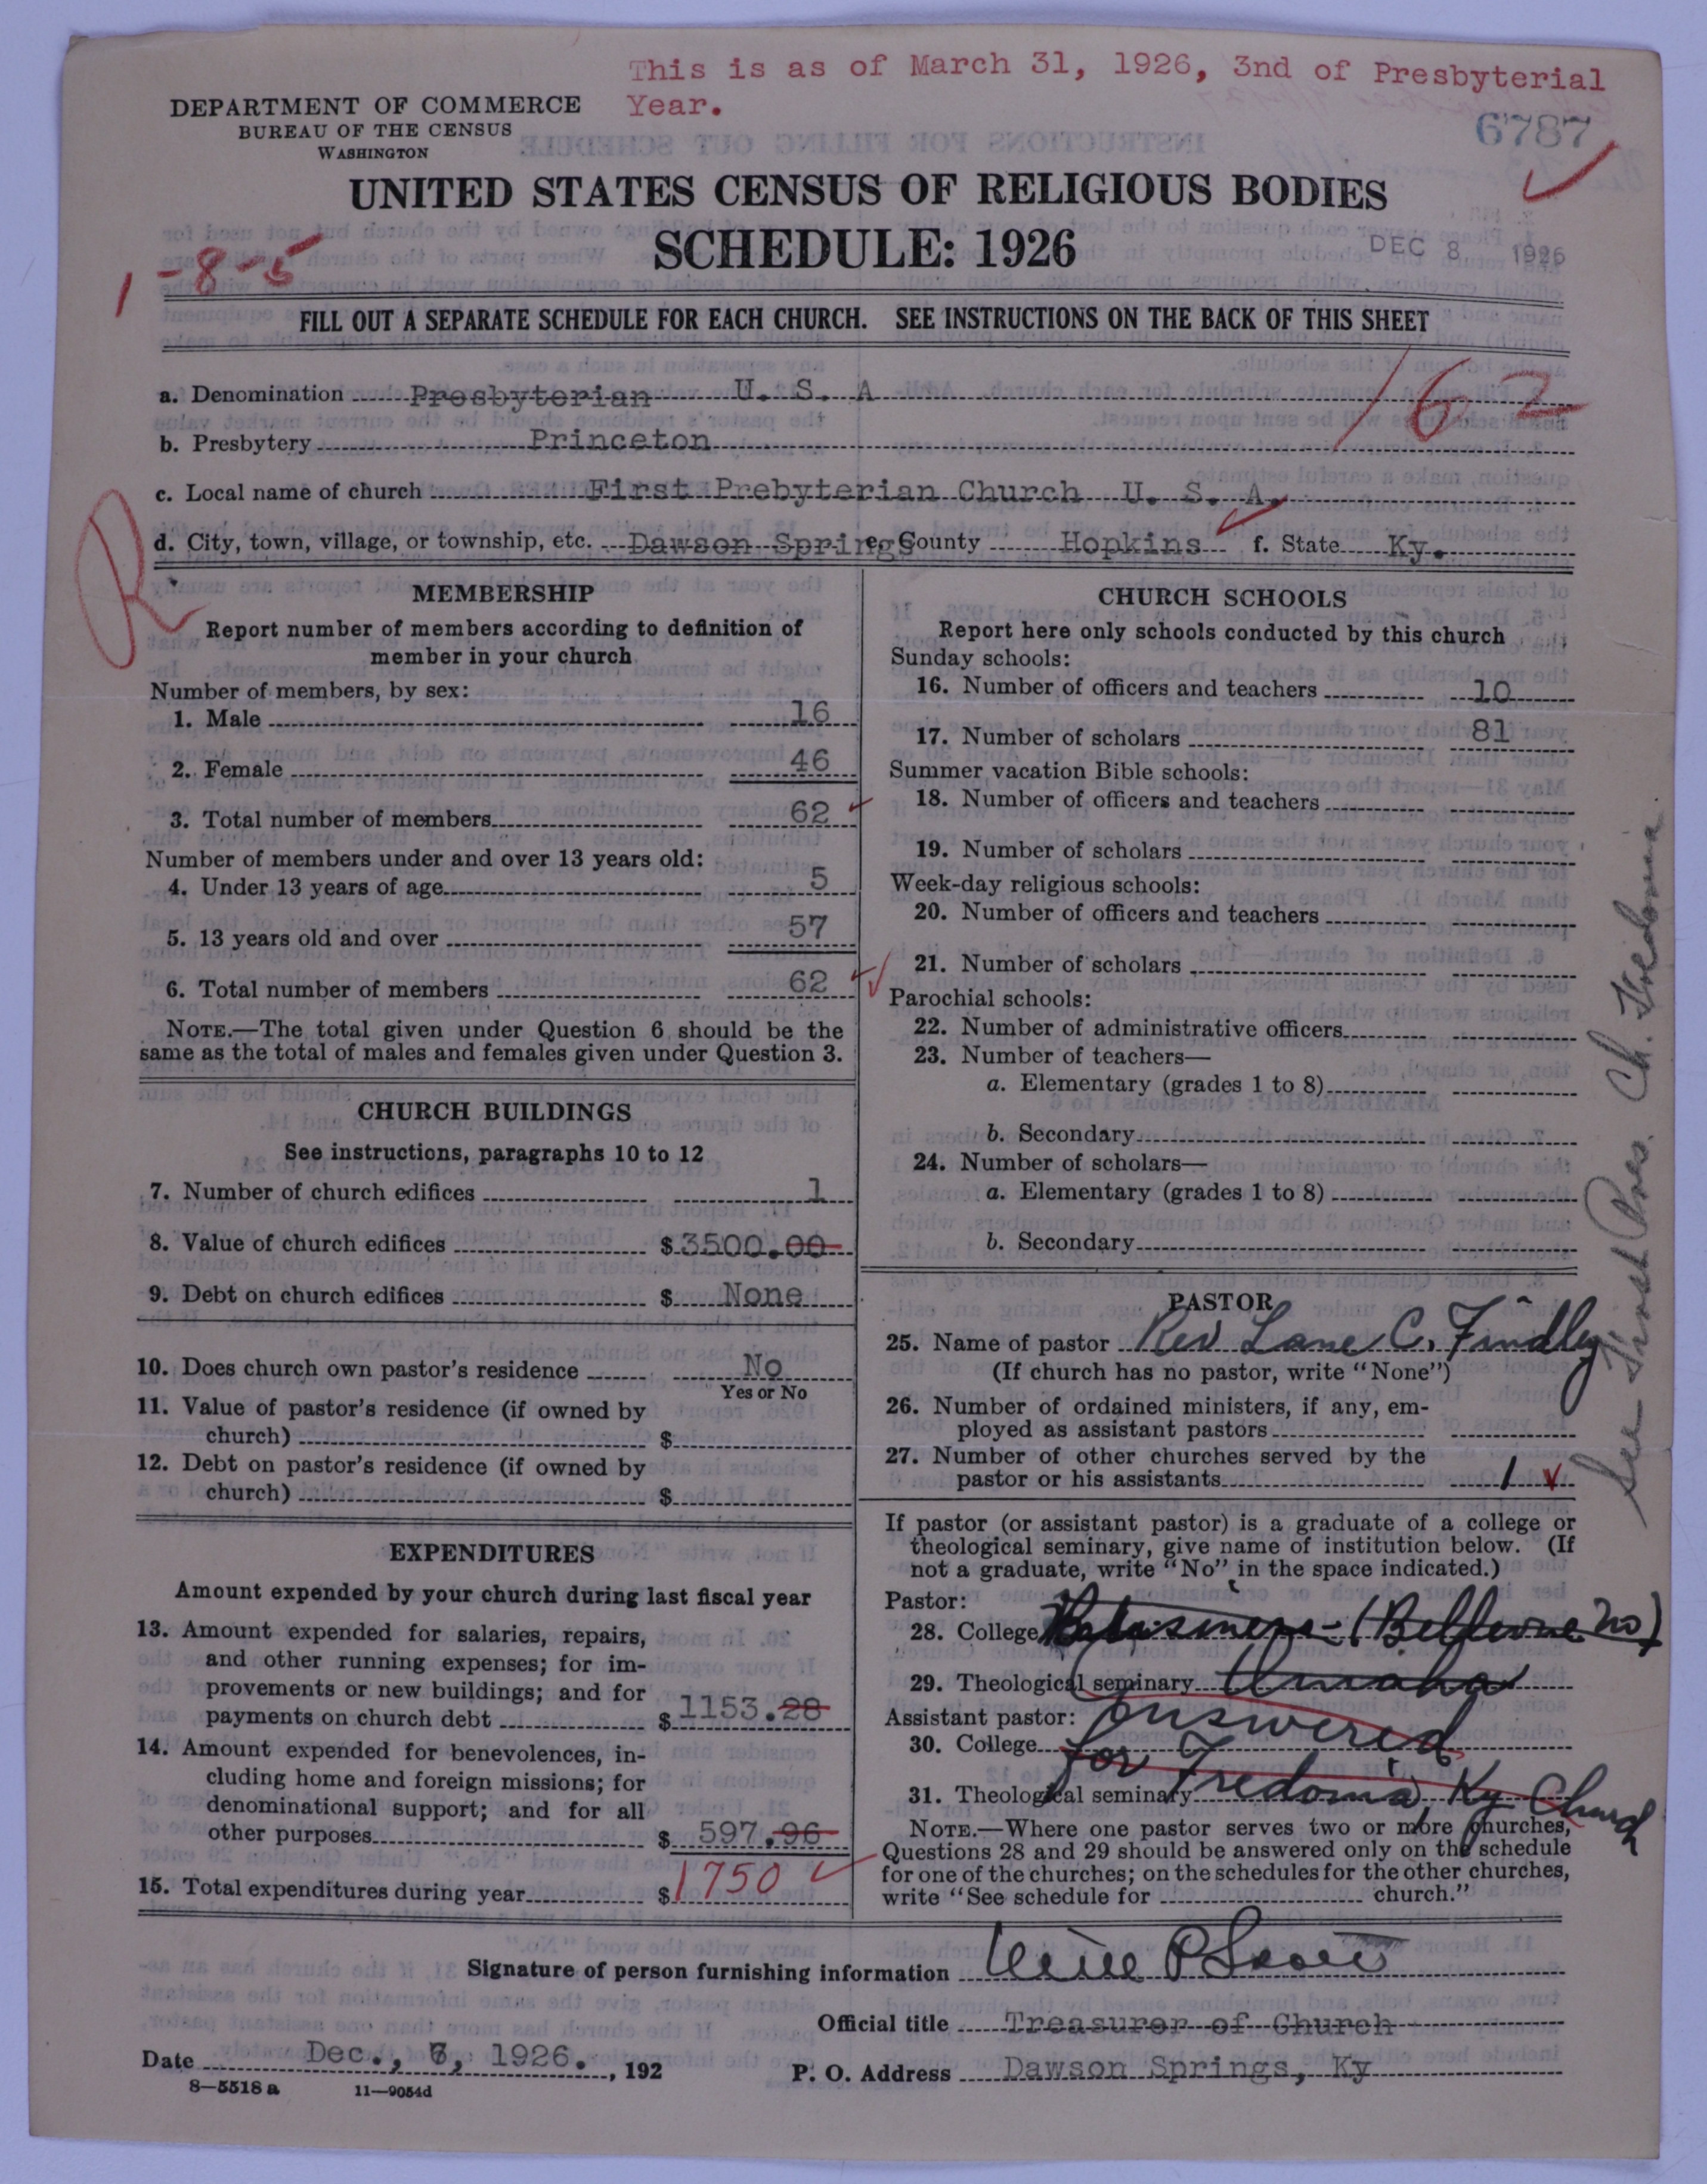 This is as of March 31, 1926, 3nd of Presbyterial
Year.
DEPARTMENT OF COMMERCE
BUREAU OF THE CENSUS
WASHINGTON
6787
UNITED STATES CENSUS OF RELIGIOUS BODIES
SCHEDULE: 1926
DEC 8 1926
1-8-5
FILL OUT A SEPARATE SCHEDULE FOR EACH CHURCH. SEE INSTRUCTIONS ON THE BACK OF THIS SHEET
a. Denomination Presbyterian U. S. A
162
b. Presbytery Princeton
c. Local name of church First Prebyterian Church U. S. A.
d. City, town, village, or township, etc. Dawson Springs e. County Hopkins f. State Ky.
R
MEMBERSHIP
Report number of members according to definition of
member in your church
Number of members, by sex:
1. Male 16
2. Female 46
3. Total number of members 62
Number of members under and over 13 years old:
4. Under 13 years of age 5
5. 13 years old and over 57
6. Total number of members 62
NOTE.—The total given under Question 6 should be the
same as the total of males and females given under Question 3.
CHURCH BUILDINGS
See instructions, paragraphs 10 to 12
7. Number of church edifices 1
8. Value of church edifices $3500.00
9. Debt on church edifices $ None
10. Does church own pastor's residence No
Yes or No
11. Value of pastor's residence (if owned by
church) $
12. Debt on pastor's residence (if owned by
church) $
EXPENDITURES
Amount expended by your church during last fiscal year
13. Amount expended for salaries, repairs,
and other running expenses; for im-
provements or new buildings; and for
payments on church debt $ 1153.28
14. Amount expended for benevolences, in-
cluding home and foreign missions; for
denominational support; and for all
other purposes $ 597.96
15. Total expenditures during year $ 1750
CHURCH SCHOOLS
Report here only schools conducted by this church
Sunday schools:
16. Number of officers and teachers 10
17. Number of scholars 81
Summer vacation Bible schools:
18. Number of officers and teachers
19. Number of scholars
Week-day religious schools:
20. Number of officers and teachers
21. Number of scholars
Parochial schools:
22. Number of administrative officers
23. Number of teachers—
a. Elementary (grades 1 to 8)
b. Secondary
24. Number of scholars—
a. Elementary (grades 1 to 8)
b. Secondary
PASTOR
25. Name of pastor Rev Lane C. Findley
(If church has no pastor, write "None")
26. Number of ordained ministers, if any, em-
ployed as assistant pastors
27. Number of other churches served by the
pastor or his assistants 1
If pastor (or assistant pastor) is a graduate of a college or
theological seminary, give name of institution below. (If
not a graduate, write "No" in the space indicated.)
Pastor:
28. College (Bellevue
29. Theological seminary Omaha
Assistant pastor: answered
30. College for
31. Theological seminary Fredonia, Ky Church
NOTE.—Where one pastor serves two or more churches,
Questions 28 and 29 should be answered only on the schedule
for one of the churches; on the schedules for the other churches,
write "See schedule for church."
See First Pres. Ch. Fredonia
Signature of person furnishing information
Official title Treasurer of Church
Date Dec., 6, 1926. , 192
P. O. Address Dawson Springs, Ky
8—5518 a 11—9054d